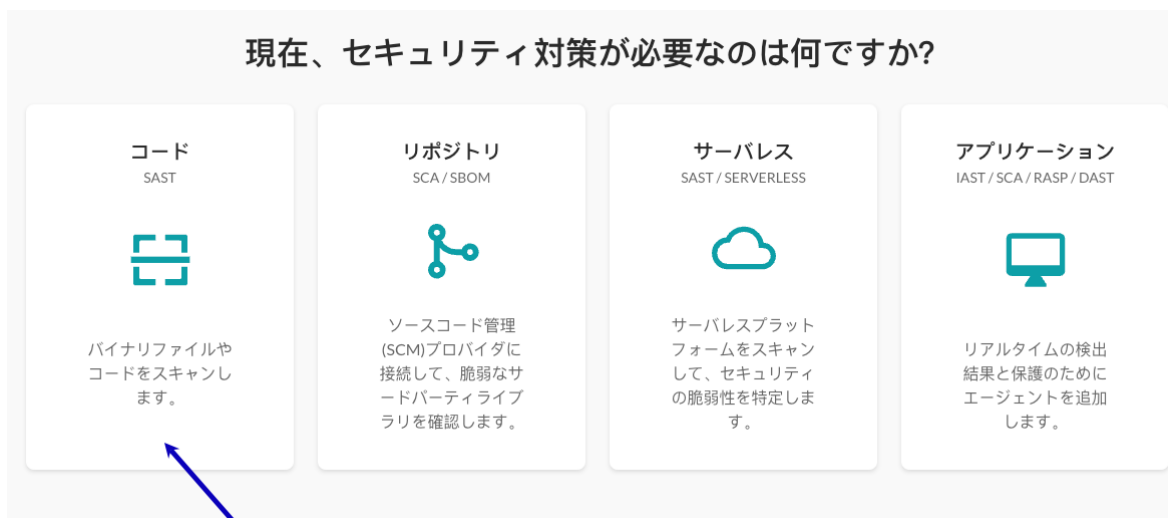 現在、セキュリティ対策が必要なのは何ですか?
コード
SAST
バイナリファイルや
コードをスキャンし
ます。
リポジトリ
SCA / SBOM
ソースコード管理
(SCM)プロバイダに
接続して、脆弱なサ
ードパーティライブ
ラリを確認します。
サーバレス
SAST / SERVERLESS
サーバレスプラット
フォームをスキャン
して、セキュリティ
の脆弱性を特定しま
す。
アプリケーション
IAST / SCA / RASP / DAST
リアルタイムの検出
結果と保護のために
エージェントを追加
します。